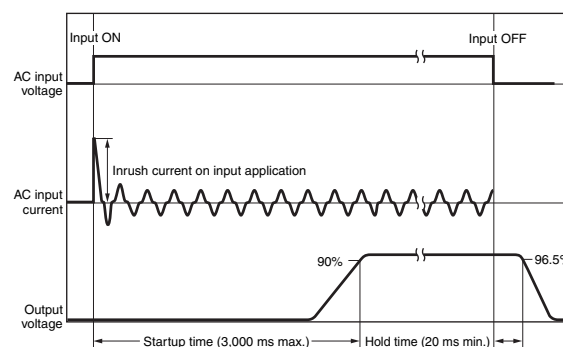 Input ON
Input OFF
AC input
voltage
Inrush current on input application
AC input
current
90%
96.5%
Output
voltage
Startup time (3,000 ms max.)
Hold time (20 ms min.)